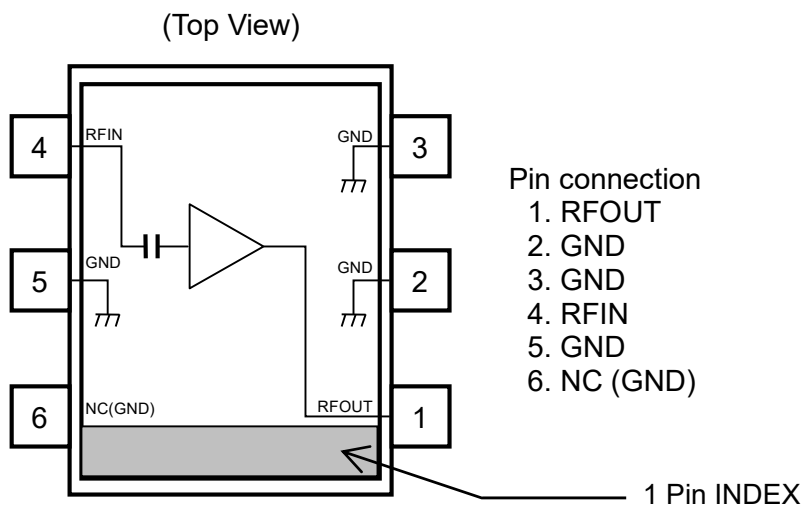 (Top View)
4
RFIN
GND
3
5
GND
GND
2
6
NC(GND)
RFOUT
1
Pin connection
1. RFOUT
2. GND
3. GND
4. RFIN
5. GND
6. NC (GND)
1 Pin INDEX